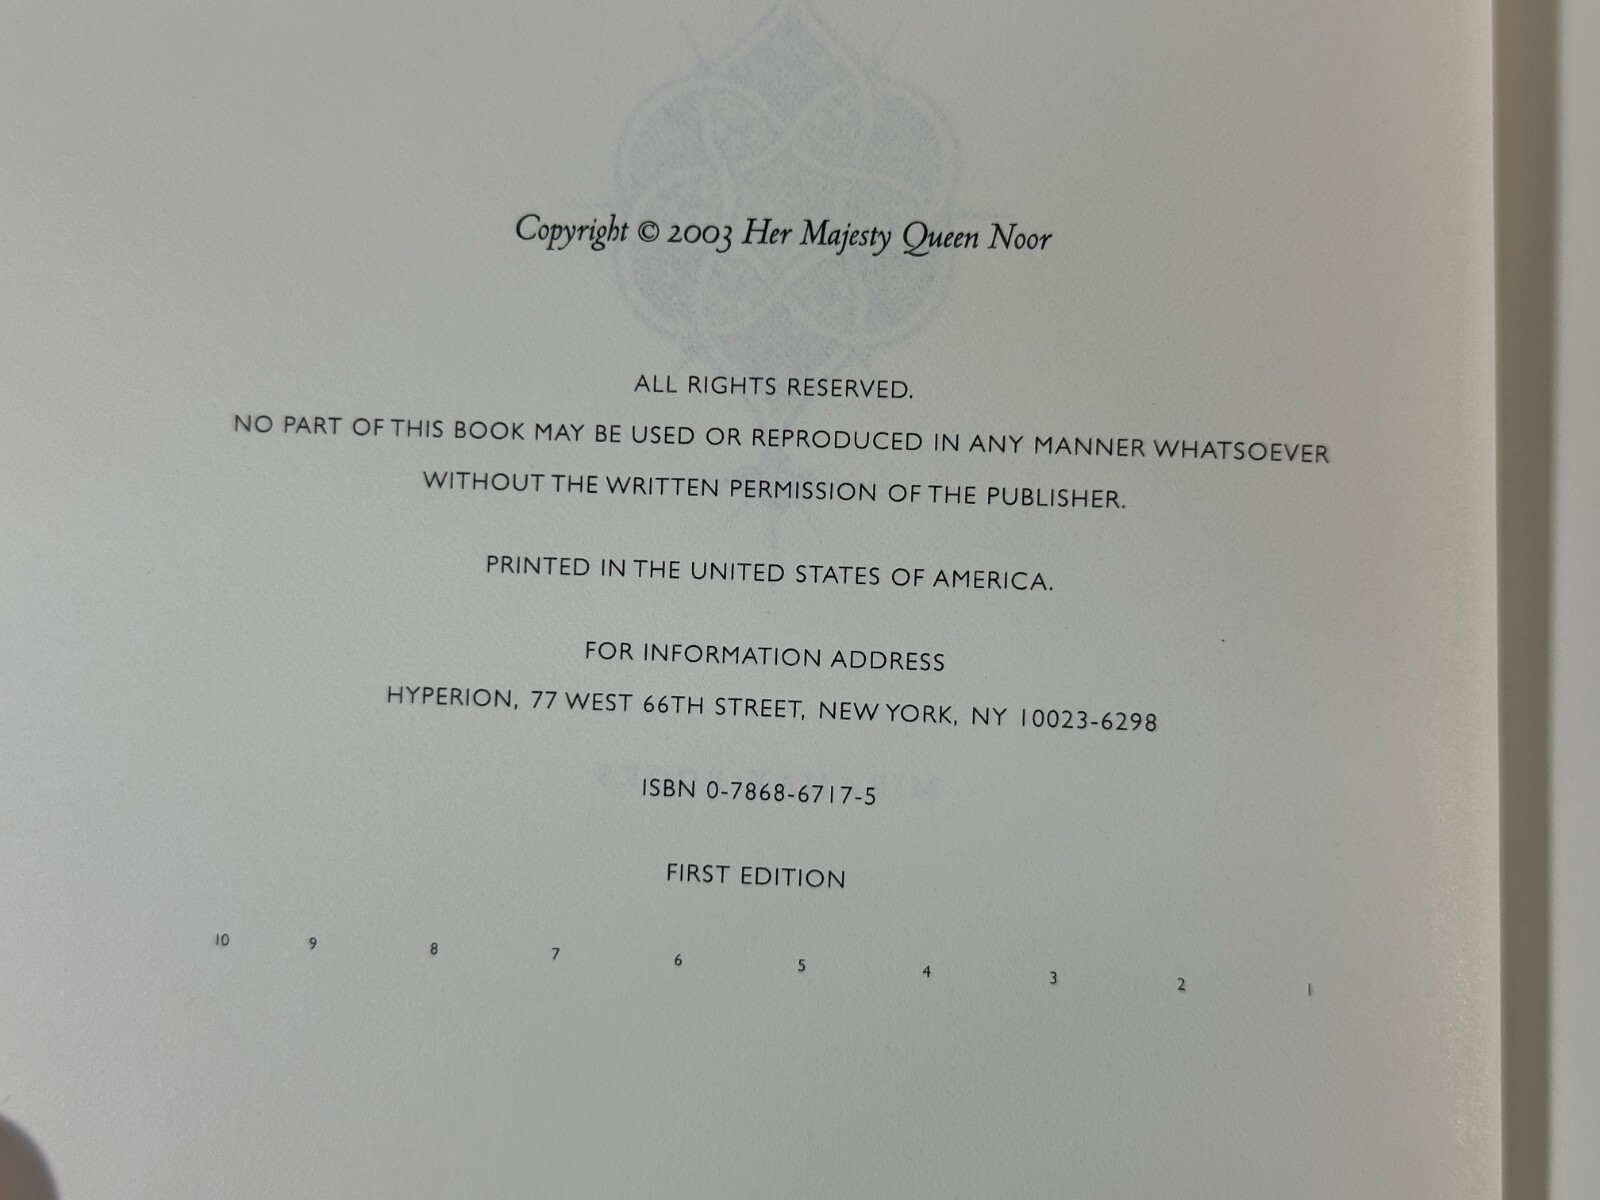 Copyright © 2003 Her Majesty Queen Noor
ALL RIGHTS RESERVED.
NO PART OF THIS BOOK MAY BE USED OR REPRODUCED IN ANY MANNER WHATSOEVER
WITHOUT THE WRITTEN PERMISSION OF THE PUBLISHER.
PRINTED IN THE UNITED STATES OF AMERICA.
FOR INFORMATION ADDRESS
HYPERION, 77 WEST 66TH STREET, NEW YORK, NY 10023-6298
ISBN 0-7868-6717-5
FIRST EDITION
10 9 8 7 6 5 4 3 2 1